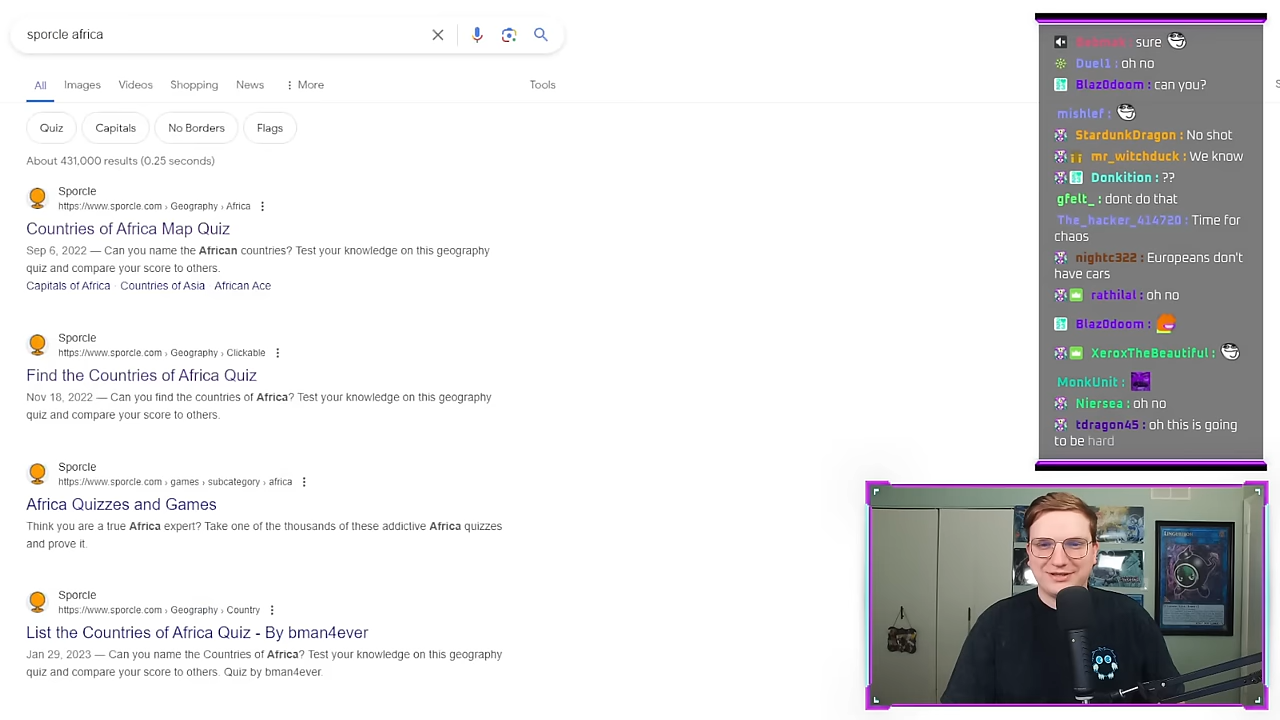 sporcle africa
All
Images
Videos
Shopping
News
More
Tools
Quiz
Capitals
No Borders
Flags
About 431,000 results (0.25 seconds)
Sporcle
https://www.sporcle.com › Geography › Africa
Countries of Africa Map Quiz
Sep 6, 2022 — Can you name the African countries? Test your knowledge on this geography
quiz and compare your score to others.
Capitals of Africa · Countries of Asia · African Ace
Sporcle
https://www.sporcle.com › Geography › Clickable
Find the Countries of Africa Quiz
Nov 18, 2022 — Can you find the countries of Africa? Test your knowledge on this geography
quiz and compare your score to others.
Sporcle
https://www.sporcle.com › games › subcategory › africa
Africa Quizzes and Games
Think you are a true Africa expert? Take one of the thousands of these addictive Africa quizzes
and prove it.
Sporcle
https://www.sporcle.com › Geography › Country
List the Countries of Africa Quiz - By bman4ever
Jan 29, 2023 — Can you name the Countries of Africa? Test your knowledge on this geography
quiz and compare your score to others. Quiz by bman4ever.
: sure
Duel1 : oh no
Blaz0doom : can you?
mishlef :
StardunkDragon : No shot
mr_witchduck : We know
Donkition : ??
gfelt_ : dont do that
The_hacker_414720 : Time for
chaos
nightc322 : Europeans don't
have cars
rathilal : oh no
Blaz0doom :
XeroxTheBeautiful :
MonkUnit :
Niersea : oh no
tdragon45 : oh this is going
to be hard